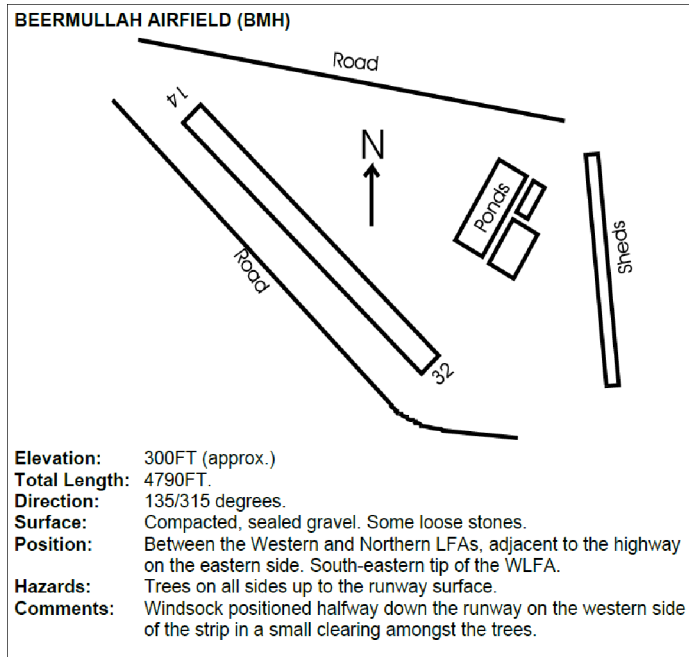 BEERMULLAH AIRFIELD (BMH)
Road
14
N
Ponds
Sheds
Road
32
Elevation: 300FT (approx.)
Total Length: 4790FT.
Direction: 135/315 degrees.
Surface: Compacted, sealed gravel. Some loose stones.
Position: Between the Western and Northern LFAs, adjacent to the highway
on the eastern side. South-eastern tip of the WLFA.
Hazards: Trees on all sides up to the runway surface.
Comments: Windsock positioned halfway down the runway on the western side
of the strip in a small clearing amongst the trees.